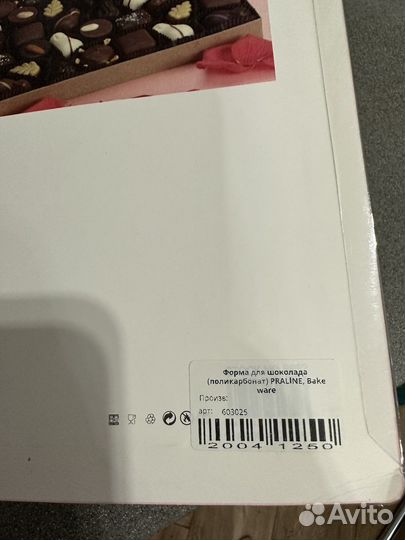 Форма для шоколада
(поликарбонат) PRALINE, Bake
ware
Произв:
арт: 603025
2004 1250
Avito